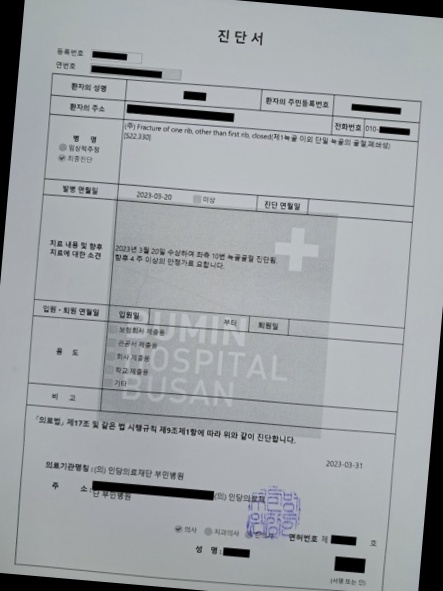 진단서
등록번호
연번호
환자의 성명
환자의 주민등록번호
환자의 주소
전화번호 010-
병 명
임상적추정
최종진단
(주) Fracture of one rib, other than first rib, closed(제1늑골 이외 단일 늑골의 골절,폐쇄성)
[S22.330]
발병 연월일
2023-03-20
미상
진단 연월일
치료 내용 및 향후
치료에 대한 소견
2023년 3월 20일 수상하여 좌측 10번 늑골골절 진단됨.
향후 4 주 이상의 안정가료 요합니다.
입원·퇴원 연월일
입원일
부터
퇴원일
용 도
보험회사 제출용
관공서 제출용
회사 제출용
학교 제출용
기타
BUMIN
HOSPITAL
BUSAN
비 고
「의료법」 제17조 및 같은 법 시행규칙 제9조제1항에 따라 위와 같이 진단합니다.
2023-03-31
의료기관명칭 : (의) 인당의료재단 부민병원
주 소 : (의) 인당의료재
단 부민병원
의사
치과의사
면허번호 제 호
성 명 :
(서명 또는 인)